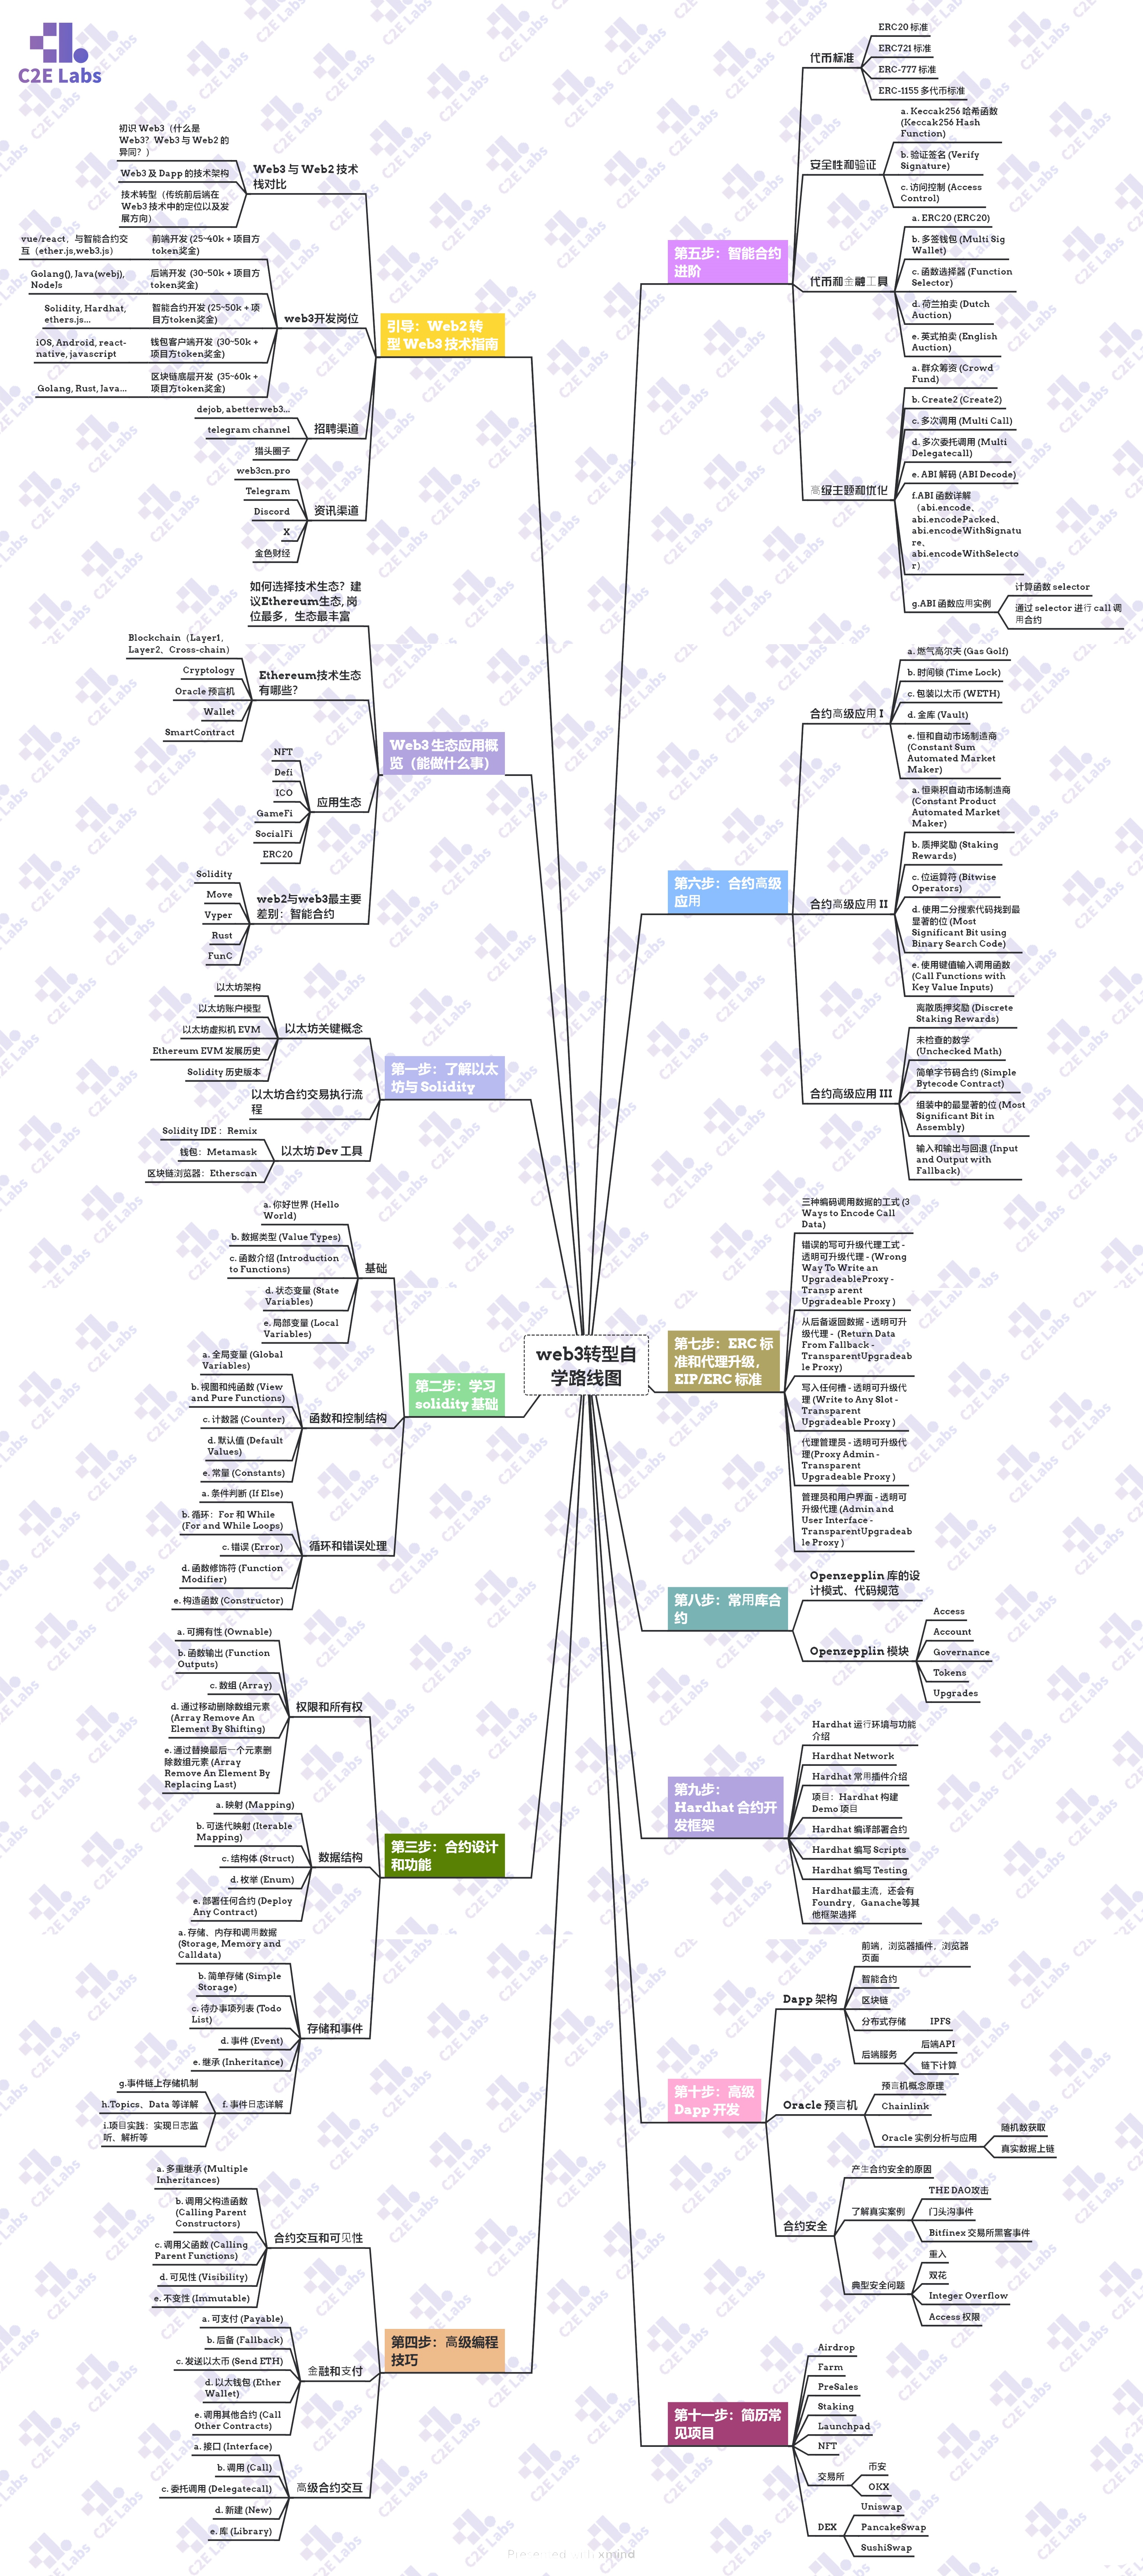 C2E Labs
web3转型自
学路线图
引导：Web2 转
型 Web3 技术指南
Web3 与 Web2 技术
栈对比
初识 Web3（什么是
Web3？Web3 与 Web2 的
异同？）
Web3 及 Dapp 的技术架构
技术转型（传统前后端在
Web3 技术中的定位以及发
展方向）
web3开发岗位
前端开发 (25~40k + 项目方
token奖金)
vue/react，与智能合约交
互（ether.js,web3.js）
后端开发（30~50k + 项目方
token奖金)
Golang(), Java(webj),
NodeJs
智能合约开发 (25~50k + 项
目方token奖金)
Solidity, Hardhat,
ethers.js...
钱包客户端开发 (30~50k +
项目方token奖金)
iOS, Android, react-
native, javascript
区块链底层开发（35~60k +
项目方token奖金)
Golang, Rust, Java...
招聘渠道
dejob, abetterweb3...
telegram channel
猎头圈子
资讯渠道
web3cn.pro
Telegram
Discord
X
金色财经
Web3 生态应用概
览（能做什么事）
如何选择技术生态？建
议Ethereum生态, 岗
位最多，生态最丰富
Ethereum技术生态
有哪些？
Blockchain（Layer1,
Layer2、Cross-chain）
Cryptology
Oracle 预言机
Wallet
SmartContract
应用生态
NFT
Defi
ICO
GameFi
SocialFi
ERC20
web2与web3最主要
差别：智能合约
Solidity
Move
Vyper
Rust
FunC
第一步：了解以太
坊与 Solidity
以太坊关键概念
以太坊架构
以太坊账户模型
以太坊虚拟机 EVM
Ethereum EVM 发展历史
Solidity 历史版本
以太坊合约交易执行流
程
以太坊 Dev 工具
Solidity IDE： Remix
钱包：Metamask
区块链浏览器：Etherscan
第二步：学习
solidity 基础
基础
a. 你好世界 (Hello
World)
b. 数据类型 (Value Types)
c. 函数介绍 (Introduction
to Functions)
d. 状态变量 (State
Variables)
e. 局部变量 (Local
Variables)
函数和控制结构
a. 全局变量 (Global
Variables)
b. 视图和纯函数 (View
and Pure Functions)
c. 计数器 (Counter)
d. 默认值 (Default
Values)
e. 常量 (Constants)
循环和错误处理
a. 条件判断 (If Else)
b. 循环：For 和 While
(For and While Loops)
c. 错误 (Error)
d. 函数修饰符 (Function
Modifier)
e. 构造函数 (Constructor)
第三步：合约设计
和功能
权限和所有权
a. 可拥有性 (Ownable)
b. 函数输出 (Function
Outputs)
c. 数组 (Array)
d. 通过移动删除数组元素
(Array Remove An
Element By Shifting)
e. 通过替换最后一个元素删
除数组元素 (Array
Remove An Element By
Replacing Last)
数据结构
a. 映射 (Mapping)
b. 可迭代映射 (Iterable
Mapping)
c. 结构体 (Struct)
d. 枚举 (Enum)
e. 部署任何合约 (Deploy
Any Contract)
存储和事件
a. 存储、内存和调用数据
(Storage, Memory and
Calldata)
b. 简单存储 (Simple
Storage)
c. 待办事项列表 (Todo
List)
d. 事件 (Event)
e. 继承 (Inheritance)
f. 事件日志详解
g.事件链上存储机制
h.Topics、Data 等详解
i.项目实践：实现日志监
听、解析等
第四步：高级编程
技巧
合约交互和可见性
a. 多重继承 (Multiple
Inheritances)
b. 调用父构造函数
(Calling Parent
Constructors)
c. 调用父函数 (Calling
Parent Functions)
d. 可见性 (Visibility)
e. 不变性 (Immutable)
金融和支付
a. 可支付 (Payable)
b. 后备 (Fallback)
c. 发送以太币 (Send ETH)
d. 以太钱包 (Ether
Wallet)
e. 调用其他合约 (Call
Other Contracts)
高级合约交互
a. 接口 (Interface)
b. 调用 (Call)
c. 委托调用 (Delegatecall)
d. 新建 (New)
e. 库 (Library)
第五步：智能合约
进阶
代币标准
ERC20 标准
ERC721 标准
ERC-777 标准
ERC-1155 多代币标准
安全性和验证
a. Keccak256 哈希函数
(Keccak256 Hash
Function)
b. 验证签名 (Verify
Signature)
c. 访问控制 (Access
Control)
代币和金融工具
a. ERC20 (ERC20)
b. 多签钱包 (Multi Sig
Wallet)
c. 函数选择器 (Function
Selector)
d. 荷兰拍卖 (Dutch
Auction)
e. 英式拍卖 (English
Auction)
高级主题和优化
a. 群众筹资 (Crowd
Fund)
b. Create2 (Create2)
c. 多次调用 (Multi Call)
d. 多次委托调用 (Multi
Delegatecall)
e. ABI 解码 (ABI Decode)
f.ABI 函数详解
（abi.encode、
abi.encodePacked、
abi.encodeWithSignatu
re、
abi.encodeWithSelecto
r）
g.ABI 函数应用实例
计算函数 selector
通过 selector 进行 call 调
用合约
第六步：合约高级
应用
合约高级应用 I
a. 燃气高尔夫 (Gas Golf)
b. 时间锁 (Time Lock)
c. 包装以太币 (WETH)
d. 金库 (Vault)
e. 恒和自动市场制造商
(Constant Sum
Automated Market
Maker)
合约高级应用 II
a. 恒乘积自动市场制造商
(Constant Product
Automated Market
Maker)
b. 质押奖励 (Staking
Rewards)
c. 位运算符 (Bitwise
Operators)
d. 使用二分搜索代码找到最
显著的位 (Most
Significant Bit using
Binary Search Code)
e. 使用键值输入调用函数
(Call Functions with
Key Value Inputs)
合约高级应用 III
离散质押奖励 (Discrete
Staking Rewards)
未检查的数学
(Unchecked Math)
简单字节码合约 (Simple
Bytecode Contract)
组装中的最显著的位 (Most
Significant Bit in
Assembly)
输入和输出与回退 (Input
and Output with
Fallback)
第七步：ERC 标
准和代理升级，
EIP/ERC 标准
三种编码调用数据的工式 (3
Ways to Encode Call
Data)
错误的写可升级代理工式 -
透明可升级代理 - (Wrong
Way To Write an
UpgradeableProxy -
Transp arent
Upgradeable Proxy )
从后备返回数据 - 透明可升
级代理 - (Return Data
From Fallback -
TransparentUpgradeab
le Proxy)
写入任何槽 - 透明可升级代
理 (Write to Any Slot -
Transparent
Upgradeable Proxy )
代理管理员 - 透明可升级代
理(Proxy Admin -
Transparent
Upgradeable Proxy )
管理员和用户界面 - 透明可
升级代理 (Admin and
User Interface -
TransparentUpgradeab
le Proxy )
第八步：常用库合
约
Openzepplin 库的设
计模式、代码规范
Openzepplin 模块
Access
Account
Governance
Tokens
Upgrades
第九步：
Hardhat 合约开
发框架
Hardhat 运行环境与功能
介绍
Hardhat Network
Hardhat 常用插件介绍
项目：Hardhat 构建
Demo 项目
Hardhat 编译部署合约
Hardhat 编写 Scripts
Hardhat 编写 Testing
Hardhat最主流，还会有
Foundry，Ganache等其
他框架选择
第十步：高级
Dapp 开发
Dapp 架构
前端，浏览器插件，浏览器
页面
智能合约
区块链
分布式存储
IPFS
后端服务
后端API
链下计算
Oracle 预言机
预言机概念原理
Chainlink
Oracle 实例分析与应用
随机数获取
真实数据上链
合约安全
产生合约安全的原因
了解真实案例
THE DAO攻击
门头沟事件
Bitfinex 交易所黑客事件
典型安全问题
重入
双花
Integer Overflow
Access 权限
第十一步：简历常
见项目
Airdrop
Farm
PreSales
Staking
Launchpad
NFT
交易所
币安
OKX
DEX
Uniswap
PancakeSwap
SushiSwap